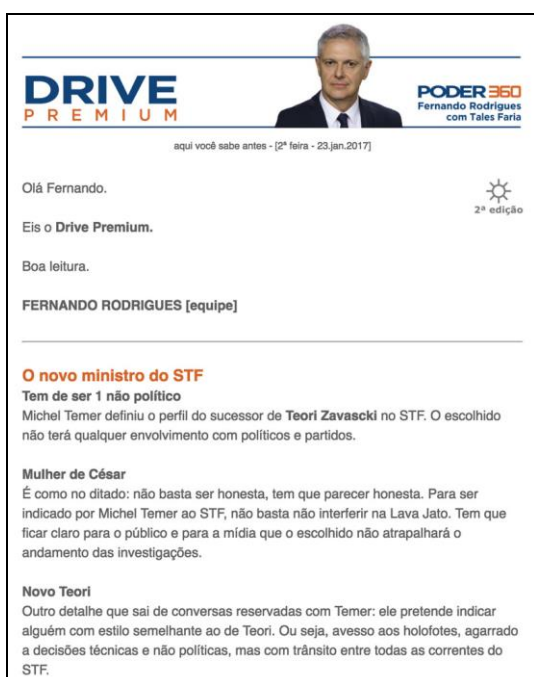 DRIVE
PREMIUM
PODER 360
Fernando Rodrigues
com Tales Faria
aqui você sabe antes - [2ª feira - 23.jan.2017]
Olá Fernando.
2ª edição
Eis o Drive Premium.
Boa leitura.
FERNANDO RODRIGUES [equipe]
O novo ministro do STF
Tem de ser 1 não político
Michel Temer definiu o perfil do sucessor de Teori Zavascki no STF. O escolhido
não terá qualquer envolvimento com políticos e partidos.
Mulher de César
É como no ditado: não basta ser honesta, tem que parecer honesta. Para ser
indicado por Michel Temer ao STF, não basta não interferir na Lava Jato. Tem que
ficar claro para o público e para a mídia que o escolhido não atrapalhará o
andamento das investigações.
Novo Teori
Outro detalhe que sai de conversas reservadas com Temer: ele pretende indicar
alguém com estilo semelhante ao de Teori. Ou seja, avesso aos holofotes, agarrado
a decisões técnicas e não políticas, mas com trânsito entre todas as correntes do
STF.